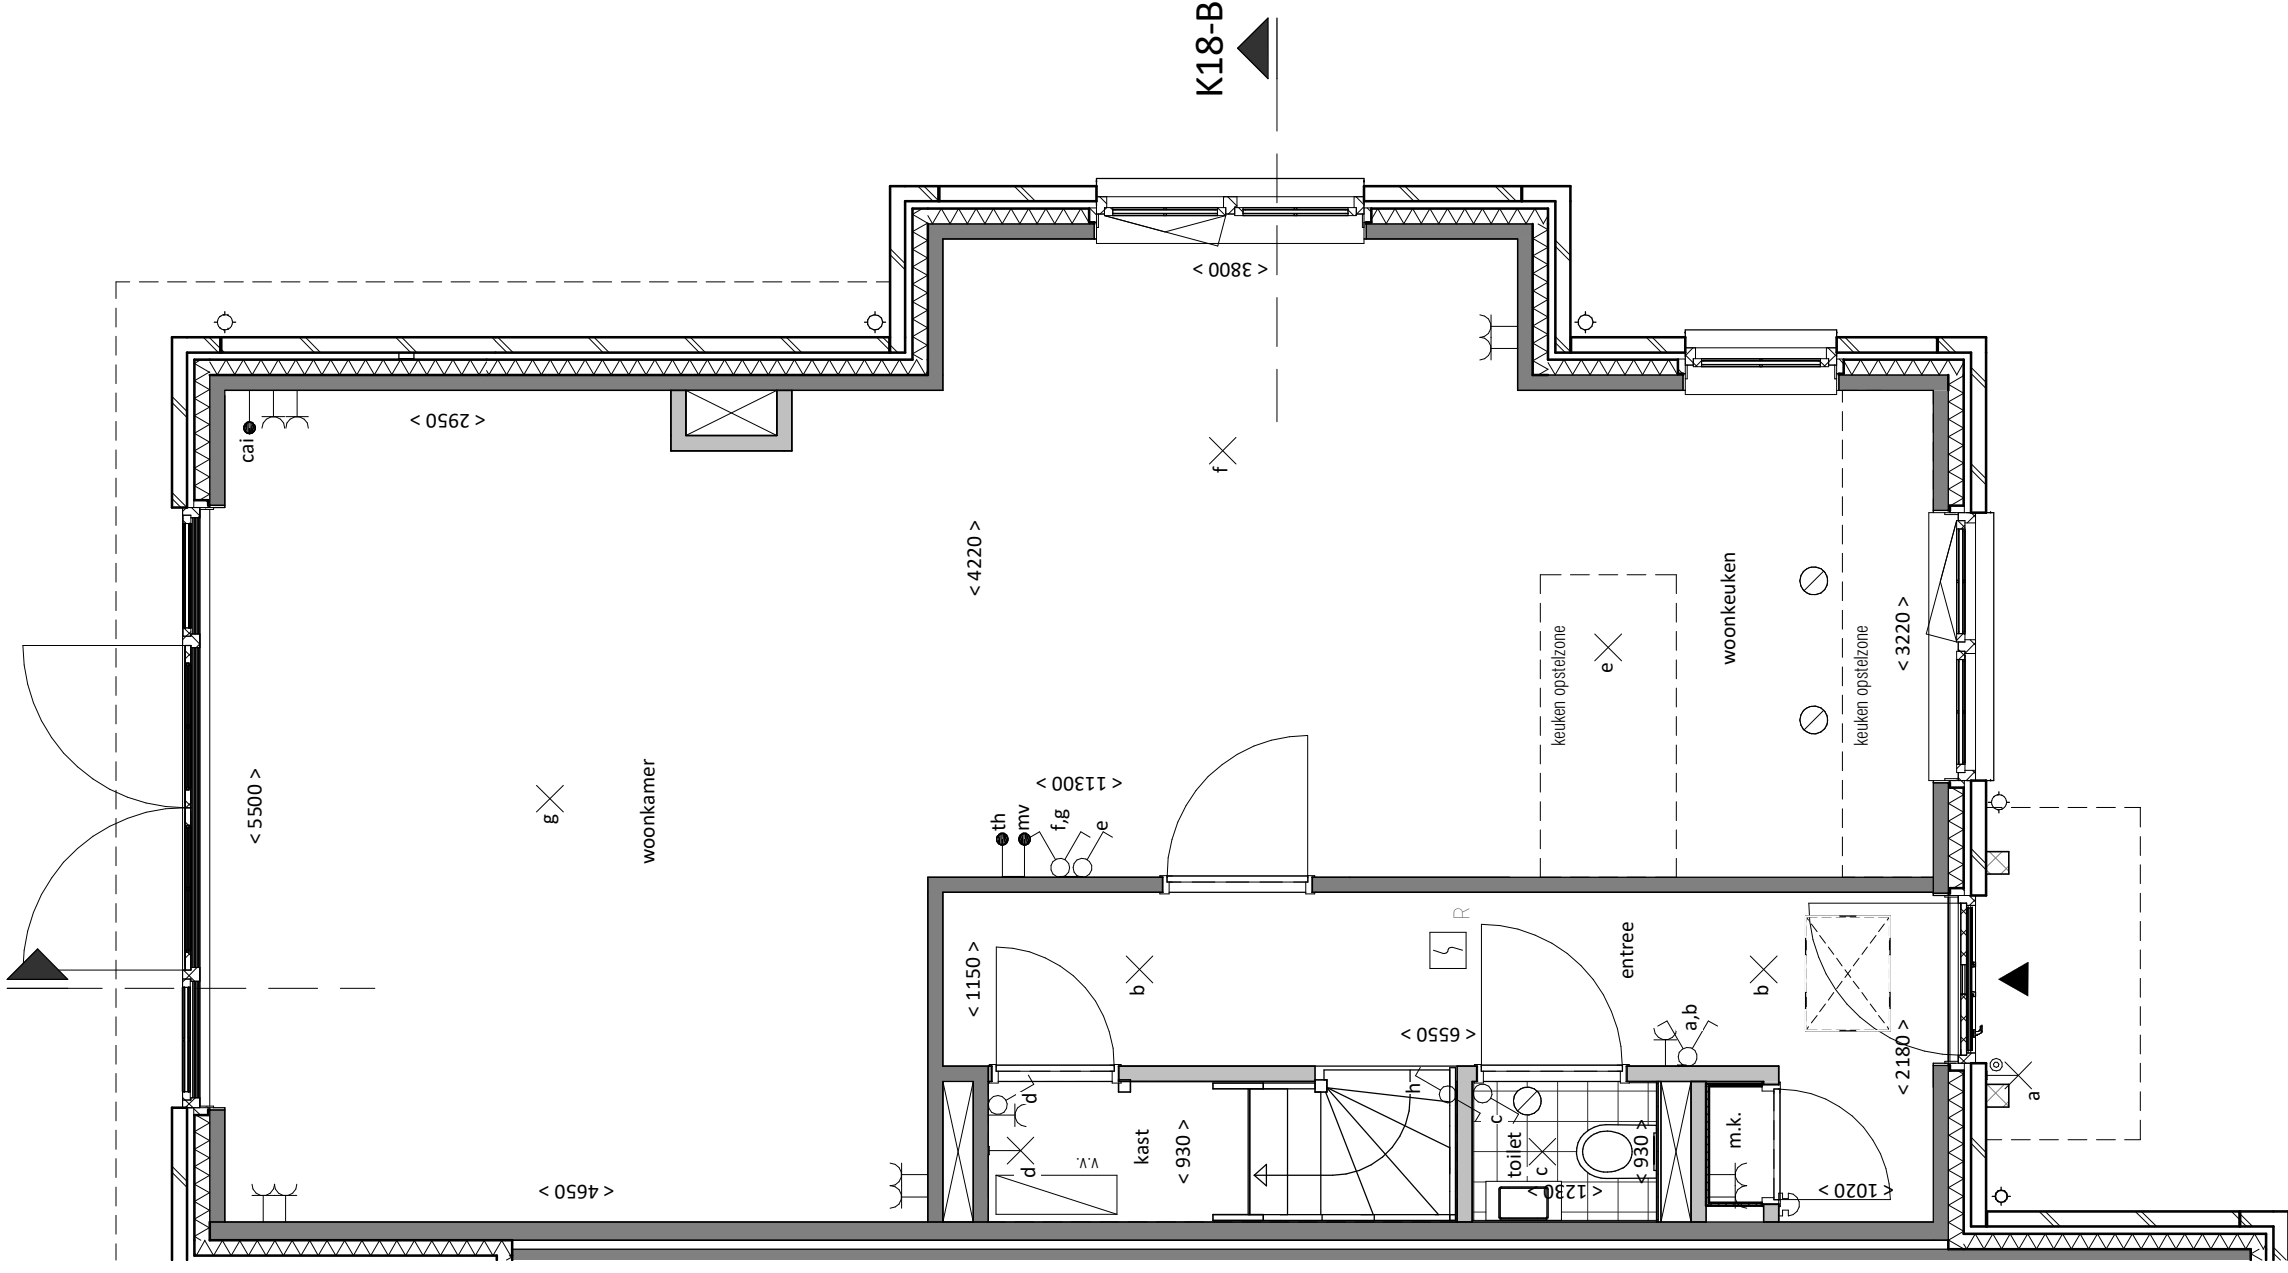 K18-B
< 3800 >
cai
< 2950 >
f
< 4220 >
woonkeuken
keuken opstelzone
e
keuken opstelzone
< 3220 >
< 5500 >
g
woonkamer
< 11300 >
th
mv
f,g
e
R
< 1150 >
b
entree
b
a,b
< 6550 >
< 2180 >
d
h
c
a
d
v.v.
kast
< 930 >
toilet
c
< 930 >
m.k.
< 4650 >
< 1230 >
< 1020 >